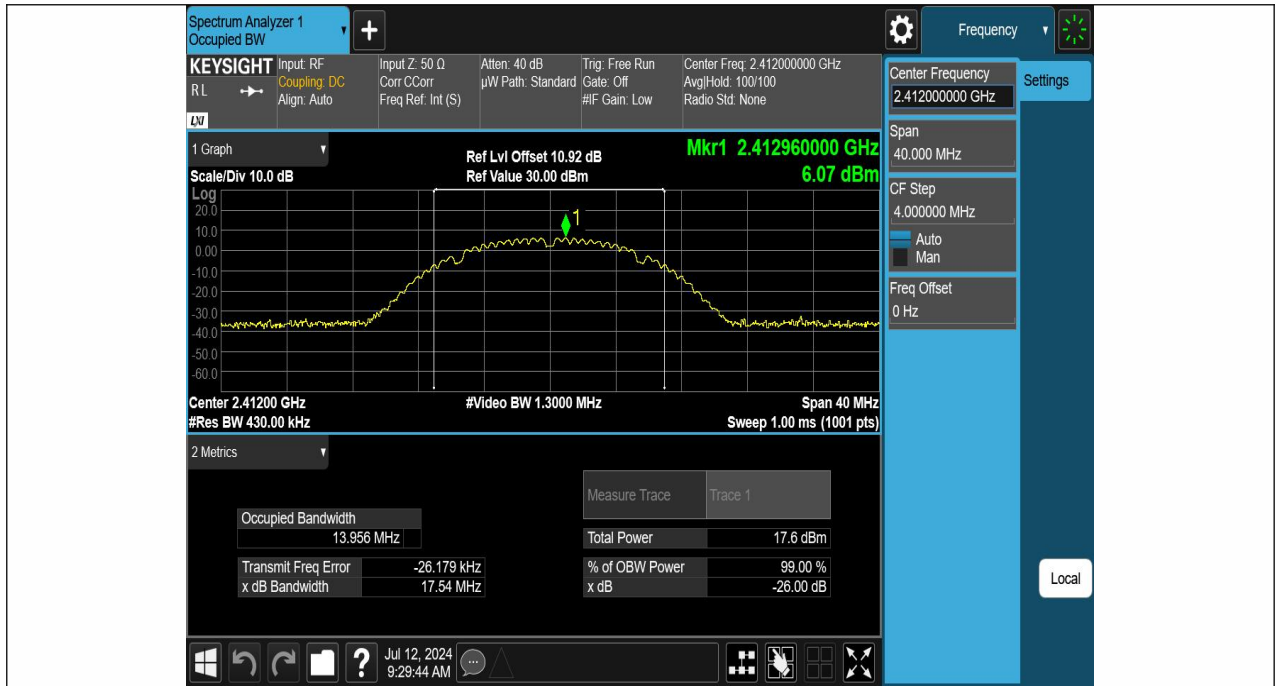 Spectrum Analyzer 1
Occupied BW
+
Frequency
KEYSIGHT
RL
LXI
Input: RF
Coupling: DC
Align: Auto
Input Z: 50 Ω
Corr CCorr
Freq Ref: Int (S)
Atten: 40 dB
µW Path: Standard
Trig: Free Run
Gate: Off
#IF Gain: Low
Center Freq: 2.412000000 GHz
Avg|Hold: 100/100
Radio Std: None
Center Frequency
2.412000000 GHz
Settings
Span
40.000 MHz
CF Step
4.000000 MHz
Auto
Man
Freq Offset
0 Hz
Local
1 Graph
Scale/Div 10.0 dB
Ref Lvl Offset 10.92 dB
Ref Value 30.00 dBm
Mkr1 2.412960000 GHz
6.07 dBm
Log
20.0
10.0
0.00
-10.0
-20.0
-30.0
-40.0
-50.0
-60.0
1
Center 2.41200 GHz
#Res BW 430.00 kHz
#Video BW 1.3000 MHz
Span 40 MHz
Sweep 1.00 ms (1001 pts)
2 Metrics
Measure Trace Trace 1
Occupied Bandwidth
13.956 MHz
Total Power 17.6 dBm
Transmit Freq Error -26.179 kHz
% of OBW Power 99.00 %
x dB Bandwidth 17.54 MHz
x dB -26.00 dB
?
Jul 12, 2024
9:29:44 AM